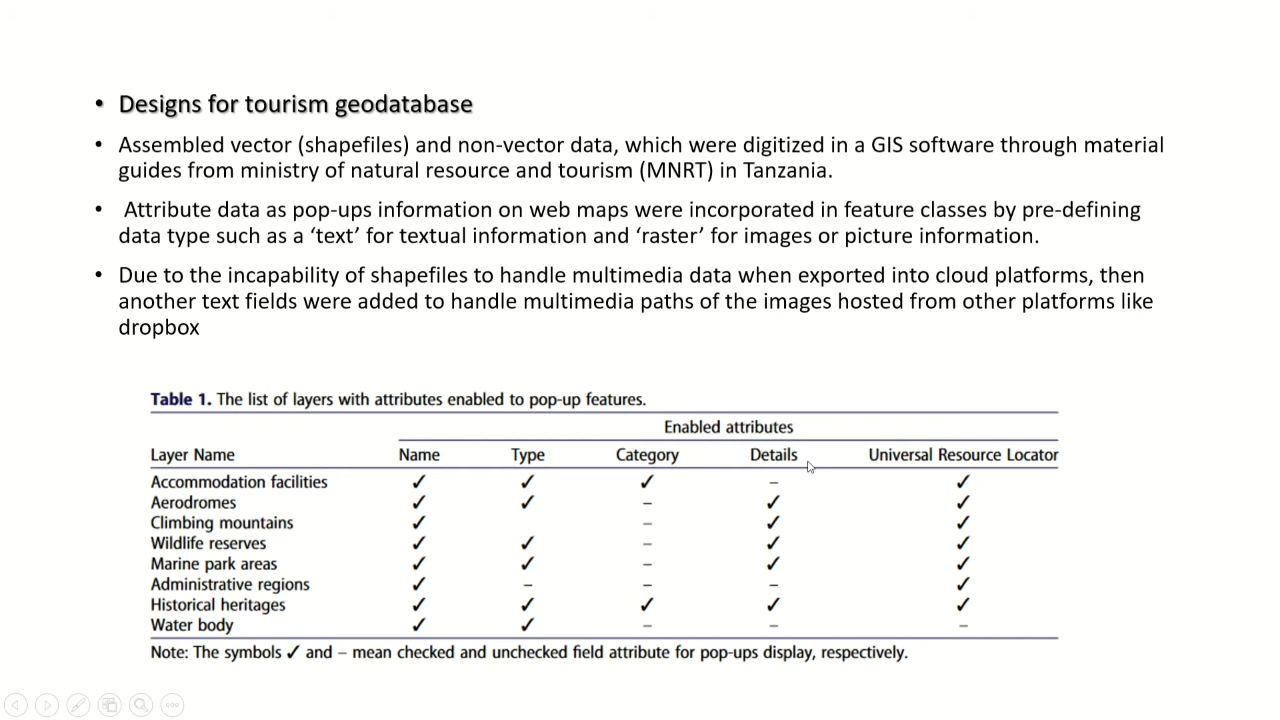 • Designs for tourism geodatabase
• Assembled vector (shapefiles) and non-vector data, which were digitized in a GIS software through material
guides from ministry of natural resource and tourism (MNRT) in Tanzania.
• Attribute data as pop-ups information on web maps were incorporated in feature classes by pre-defining
data type such as a ‘text’ for textual information and ‘raster’ for images or picture information.
• Due to the incapability of shapefiles to handle multimedia data when exported into cloud platforms, then
another text fields were added to handle multimedia paths of the images hosted from other platforms like
dropbox
Table 1. The list of layers with attributes enabled to pop-up features.
Enabled attributes
Layer Name Name Type Category Details Universal Resource Locator
Accommodation facilities ✓ ✓ ✓ – ✓
Aerodromes ✓ ✓ – ✓ ✓
Climbing mountains ✓ – ✓ ✓
Wildlife reserves ✓ ✓ – ✓ ✓
Marine park areas ✓ ✓ – ✓ ✓
Administrative regions ✓ – – – ✓
Historical heritages ✓ ✓ ✓ ✓ ✓
Water body ✓ ✓ – – –
Note: The symbols ✓ and – mean checked and unchecked field attribute for pop-ups display, respectively.